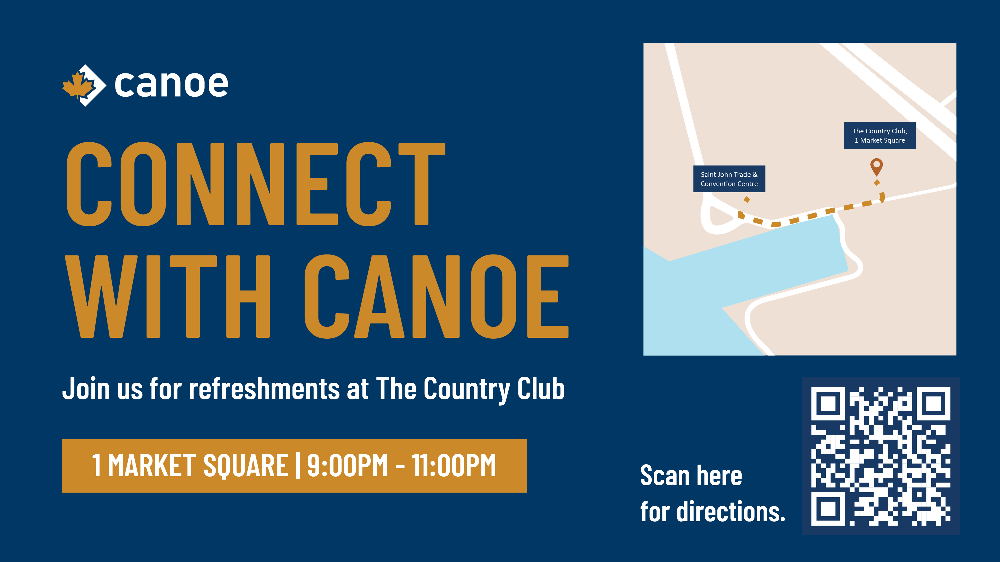 canoe
CONNECT
WITH CANOE
Join us for refreshments at The Country Club
1 MARKET SQUARE | 9:00PM - 11:00PM
The Country Club,
1 Market Square
Saint John Trade &
Convention Centre
Scan here
for directions.